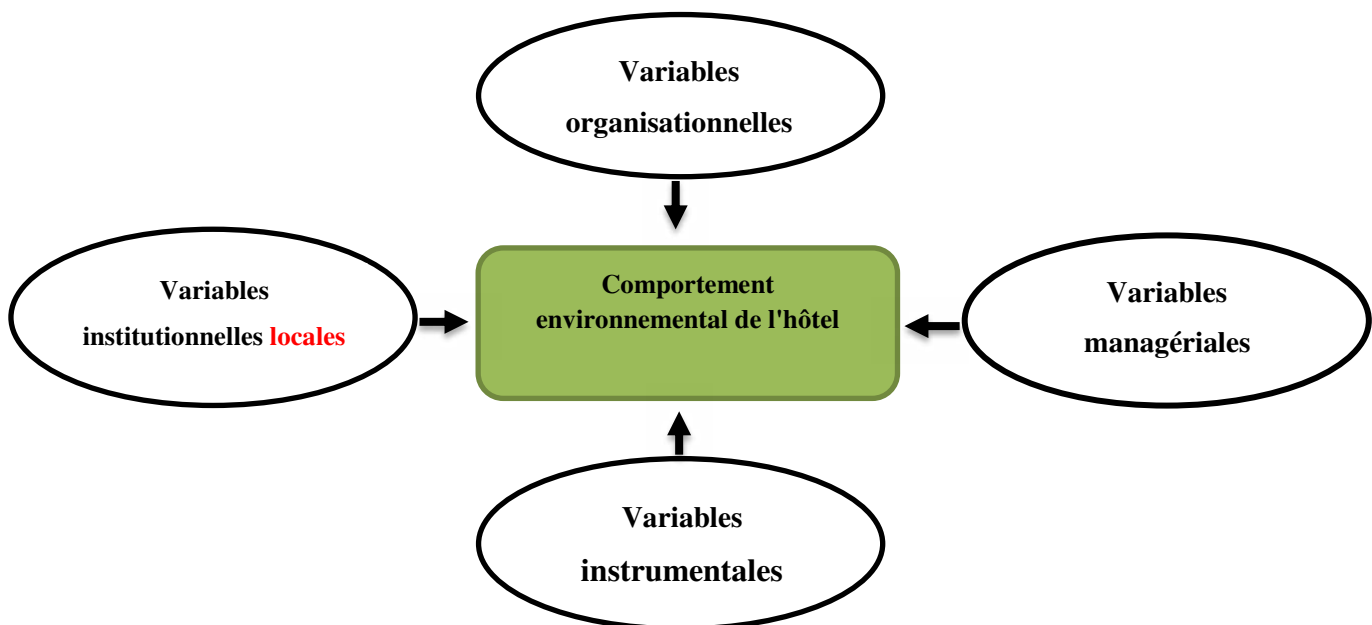 Variables
organisationnelles
Variables
institutionnelles locales
Comportement
environnemental de l'hôtel
Variables
managériales
Variables
instrumentales